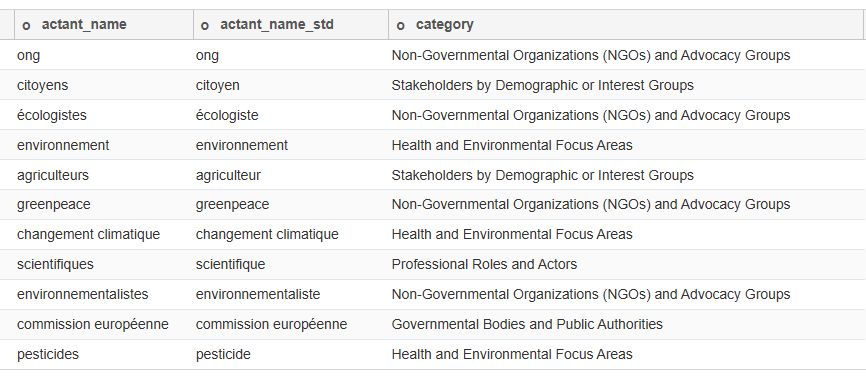 actant_name actant_name_std category
ong ong Non-Governmental Organizations (NGOs) and Advocacy Groups
citoyens citoyen Stakeholders by Demographic or Interest Groups
écologistes écologiste Non-Governmental Organizations (NGOs) and Advocacy Groups
environnement environnement Health and Environmental Focus Areas
agriculteurs agriculteur Stakeholders by Demographic or Interest Groups
greenpeace greenpeace Non-Governmental Organizations (NGOs) and Advocacy Groups
changement climatique changement climatique Health and Environmental Focus Areas
scientifiques scientifique Professional Roles and Actors
environnementalistes environnementaliste Non-Governmental Organizations (NGOs) and Advocacy Groups
commission européenne commission européenne Governmental Bodies and Public Authorities
pesticides pesticide Health and Environmental Focus Areas